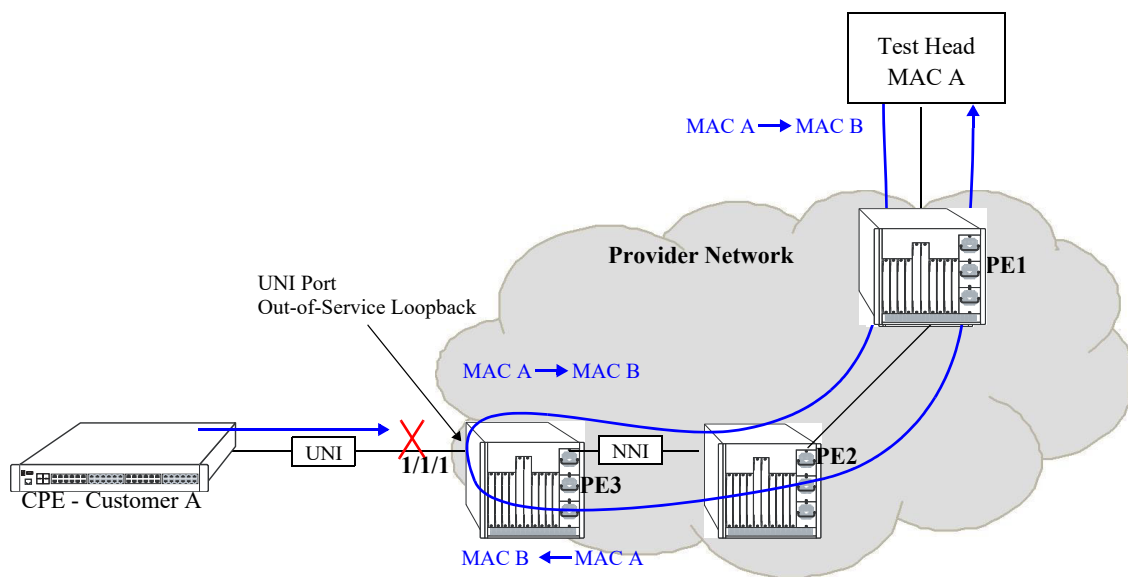 Test Head
MAC A
MAC A MAC B
Provider Network
PE1
UNI Port
Out-of-Service Loopback
MAC A MAC B
UNI
1/1/1
NNI
PE2
PE3
CPE - Customer A
MAC B MAC A